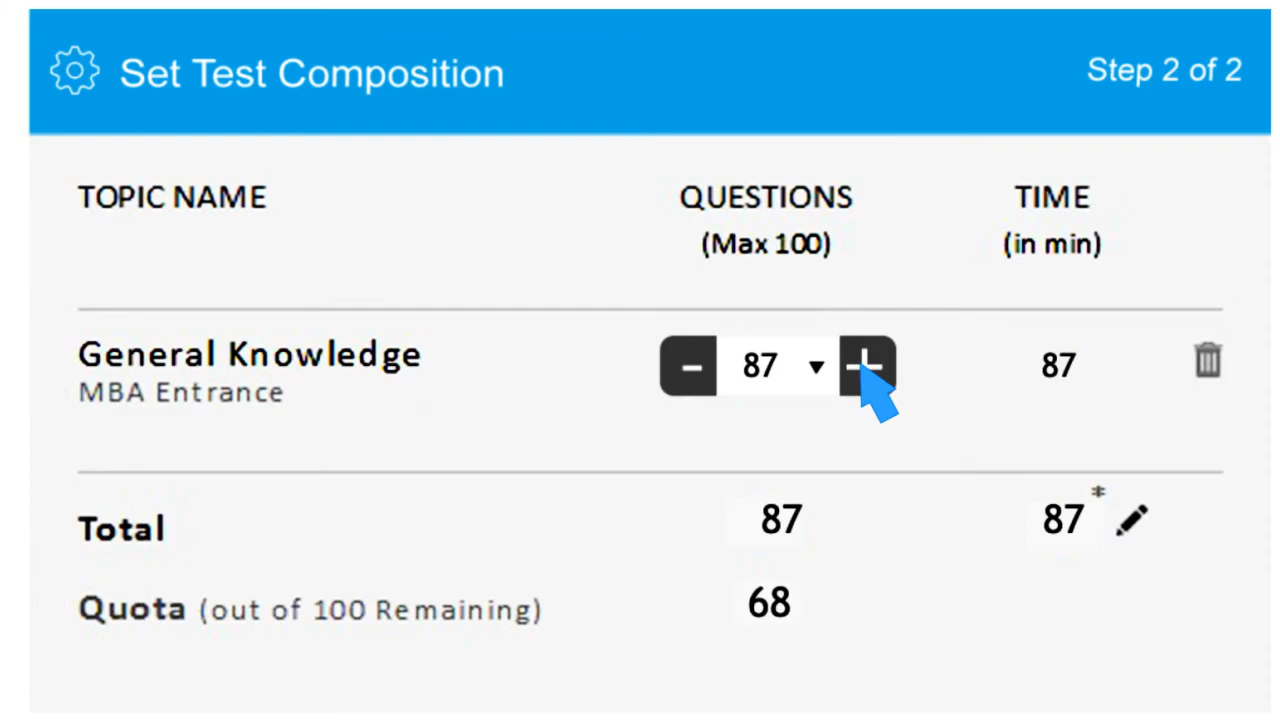 Set Test Composition Step 2 of 2
TOPIC NAME QUESTIONS TIME
(Max 100) (in min)
General Knowledge - 87 + 87
MBA Entrance
Total 87 87*
Quota (out of 100 Remaining) 68